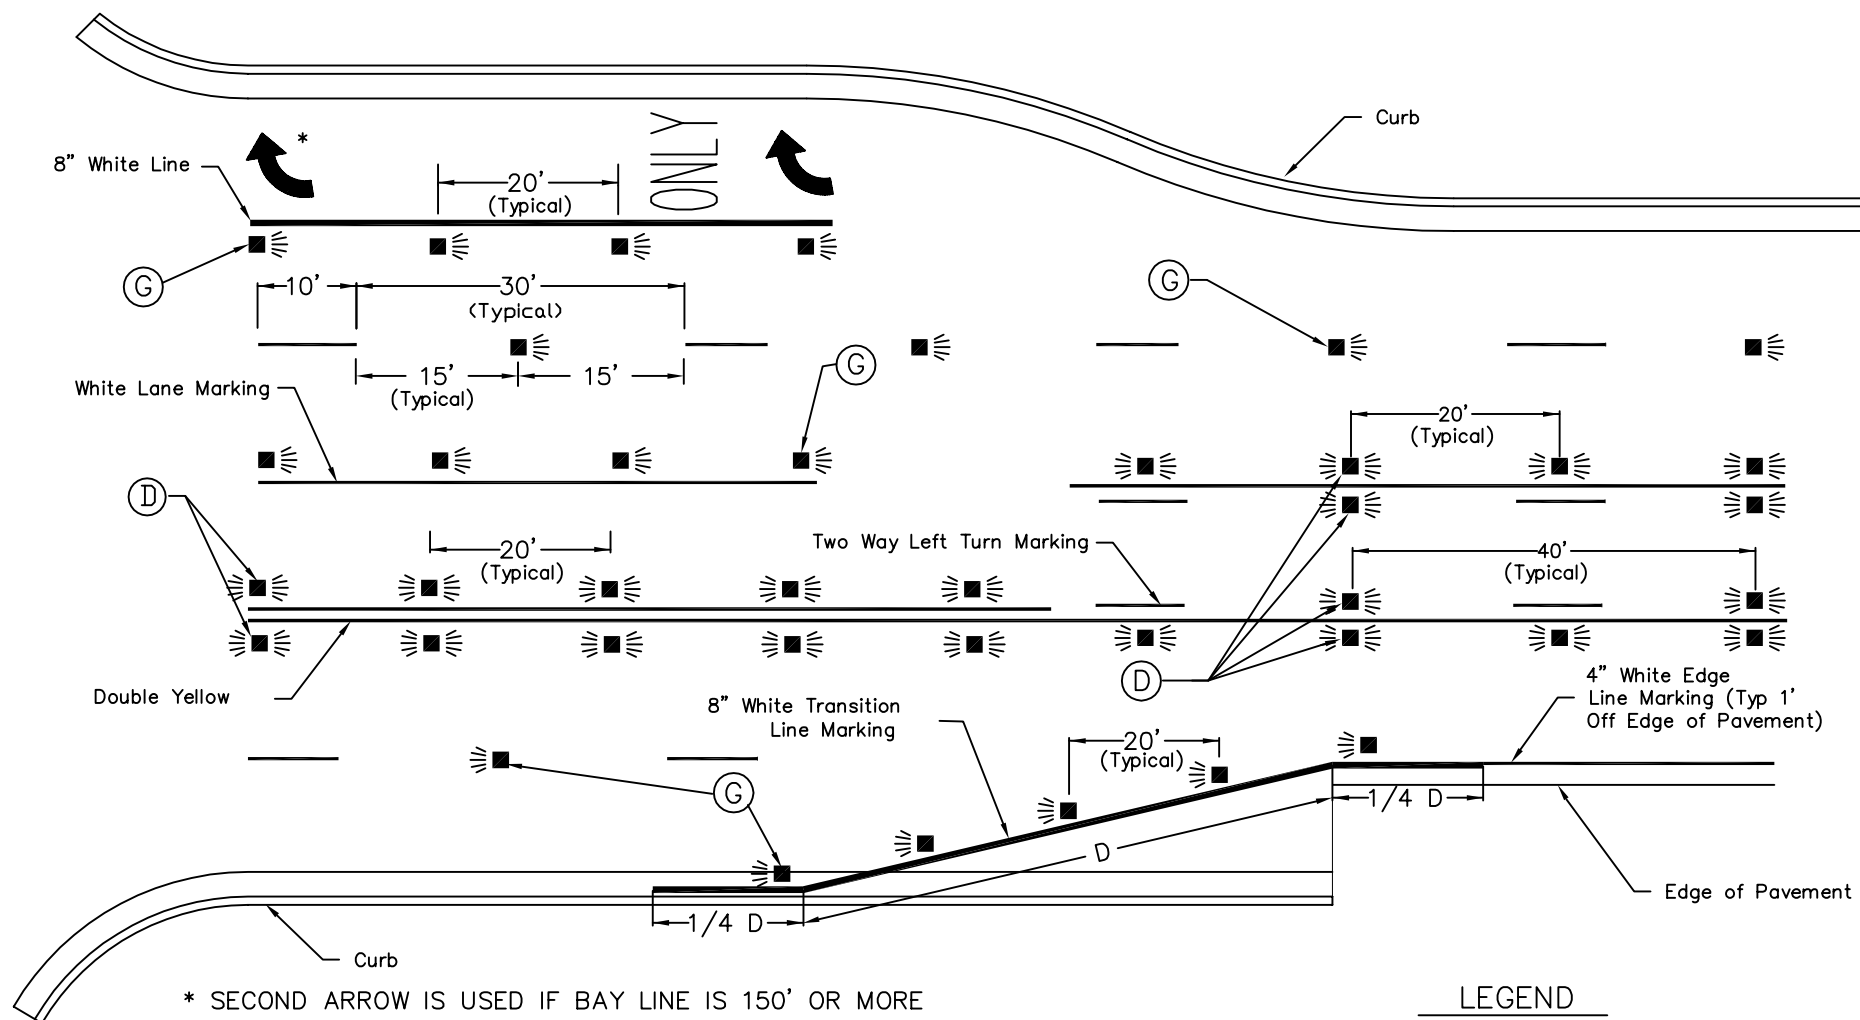 Curb
*
ONLY
8” White Line
20'
(Typical)
G
10'
30'
(Typical)
G
15'
(Typical)
15'
G
White Lane Marking
20'
(Typical)
D
20'
(Typical)
Two Way Left Turn Marking
40'
(Typical)
D
Double Yellow
8” White Transition
Line Marking
20'
(Typical)
4” White Edge
Line Marking (Typ 1'
Off Edge of Pavement)
G
1/4 D
D
1/4 D
Edge of Pavement
Curb
* SECOND ARROW IS USED IF BAY LINE IS 150' OR MORE
LEGEND